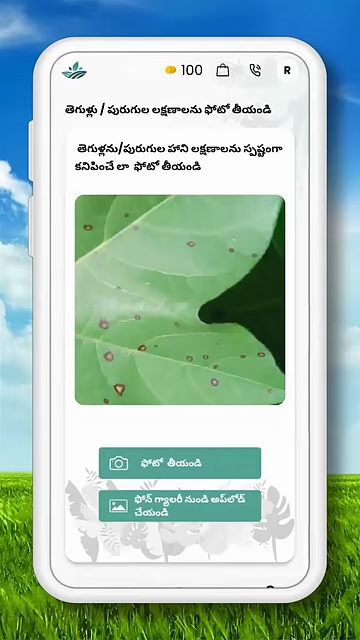 100
R
తెగుళ్లు / పురుగుల లక్షణాలను ఫోటో తీయండి
తెగుళ్లను/పురుగుల హాని లక్షణాలను స్పష్టంగా
కనిపించే లా ఫోటో తీయండి
ఫోటో తీయండి
ఫోన్ గ్యాలరీ నుండి అప్‌లోడ్
చేయండి